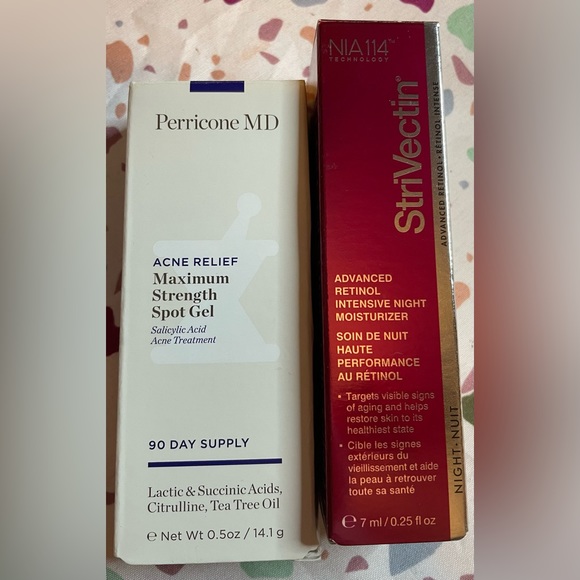 Perricone MD
ACNE RELIEF
Maximum
Strength
Spot Gel
Salicylic Acid
Acne Treatment
90 DAY SUPPLY
Lactic & Succinic Acids,
Citrulline, Tea Tree Oil
℮ Net Wt 0.5oz / 14.1 g
NIA114™
TECHNOLOGY
StriVectin®
ADVANCED RETINOL • RÉTINOL INTENSE
ADVANCED
RETINOL
INTENSIVE NIGHT
MOISTURIZER
SOIN DE NUIT
HAUTE
PERFORMANCE
AU RÉTINOL
• Targets visible signs
of aging and helps
restore skin to its
healthiest state
• Cible les signes
extérieurs du
vieillissement et aide
la peau à retrouver
toute sa santé
NIGHT • NUIT
℮ 7 ml / 0.25 fl oz